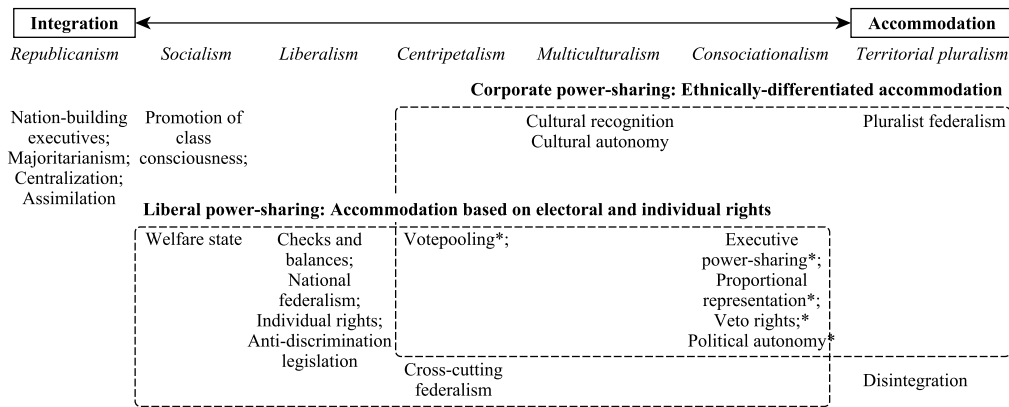 Integration
Accommodation
Republicanism
Socialism
Liberalism
Centripetalism
Multiculturalism
Consociationalism
Territorial pluralism
Corporate power-sharing: Ethnically-differentiated accommodation
Nation-building
executives;
Majoritarianism;
Centralization;
Assimilation
Promotion of
class
consciousness;
Cultural recognition
Cultural autonomy
Pluralist federalism
Liberal power-sharing: Accommodation based on electoral and individual rights
Welfare state
Checks and
balances;
National
federalism;
Individual rights;
Anti-discrimination
legislation
Votepooling*;
Executive
power-sharing*;
Proportional
representation*;
Veto rights;*
Political autonomy*
Cross-cutting
federalism
Disintegration